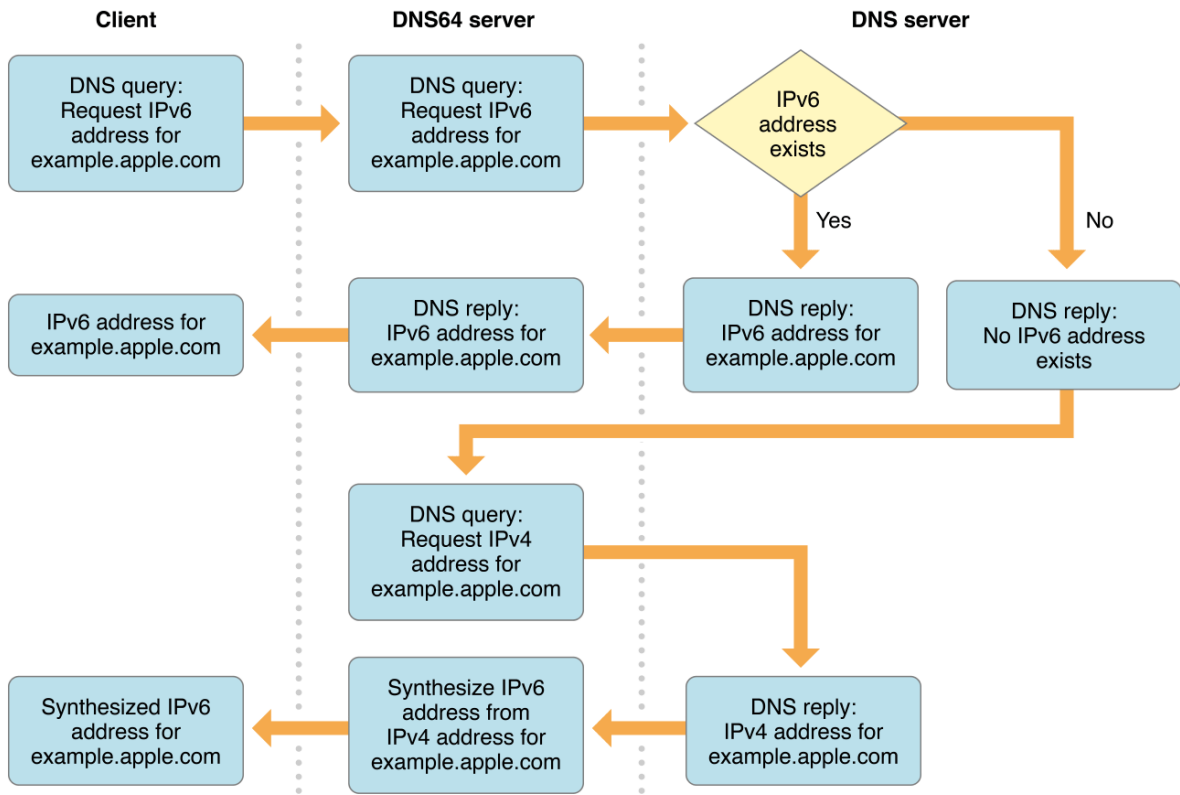 Client
DNS64 server
DNS server
DNS query:
Request IPv6
address for
example.apple.com
DNS query:
Request IPv6
address for
example.apple.com
IPv6
address
exists
Yes
No
IPv6 address for
example.apple.com
DNS reply:
IPv6 address for
example.apple.com
DNS reply:
IPv6 address for
example.apple.com
DNS reply:
No IPv6 address
exists
DNS query:
Request IPv4
address for
example.apple.com
Synthesized IPv6
address for
example.apple.com
Synthesize IPv6
address from
IPv4 address for
example.apple.com
DNS reply:
IPv4 address for
example.apple.com